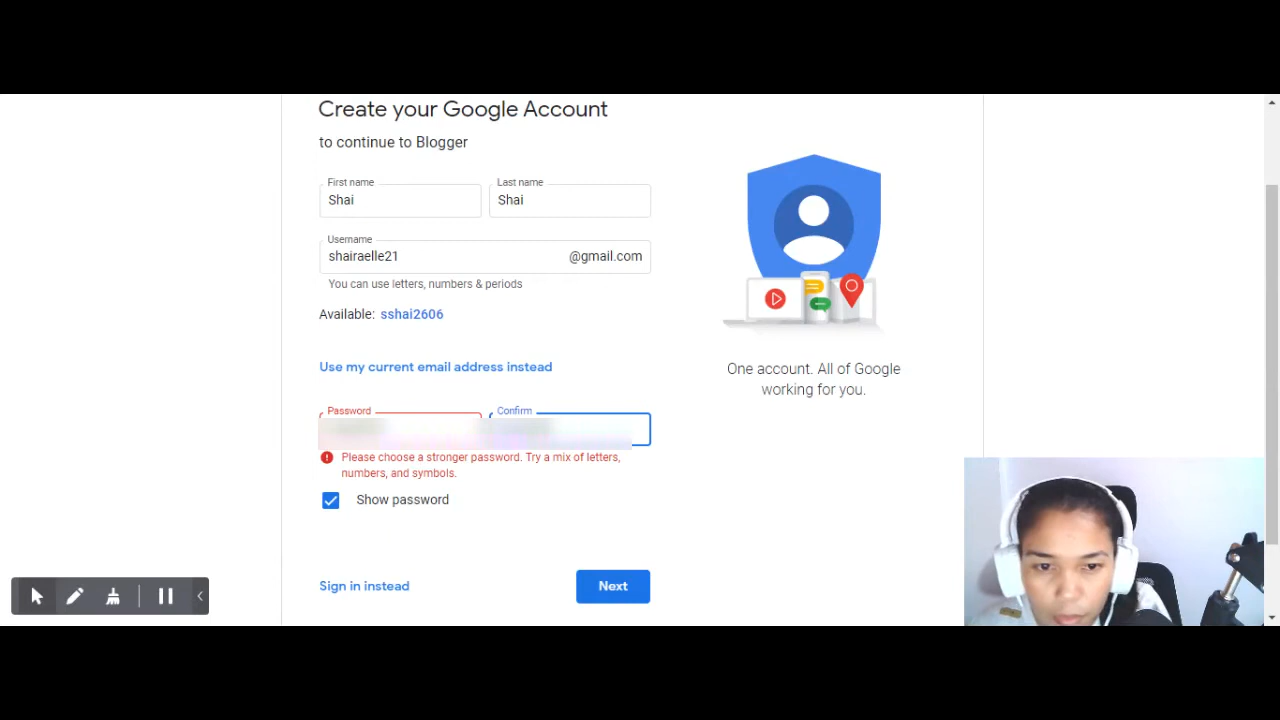 Create your Google Account
to continue to Blogger
First name
Last name
Shai
Shai
Username
shairaelle21
@gmail.com
You can use letters, numbers & periods
Available: sshai2606
Use my current email address instead
One account. All of Google
working for you.
Password
Confirm
Please choose a stronger password. Try a mix of letters,
numbers, and symbols.
Show password
Sign in instead
Next